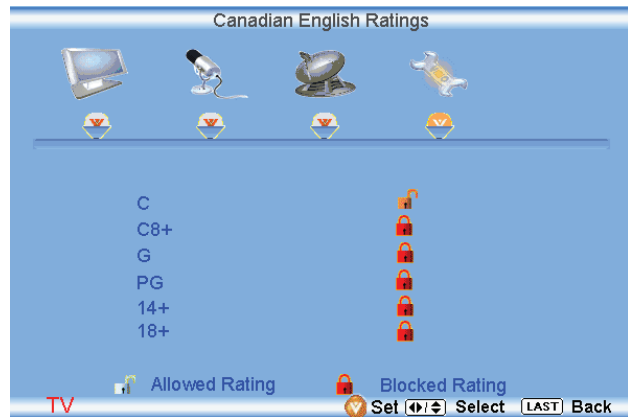 Canadian English Ratings
C
C8+
G
PG
14+
18+
Allowed Rating Blocked Rating
TV Set Select LAST Back